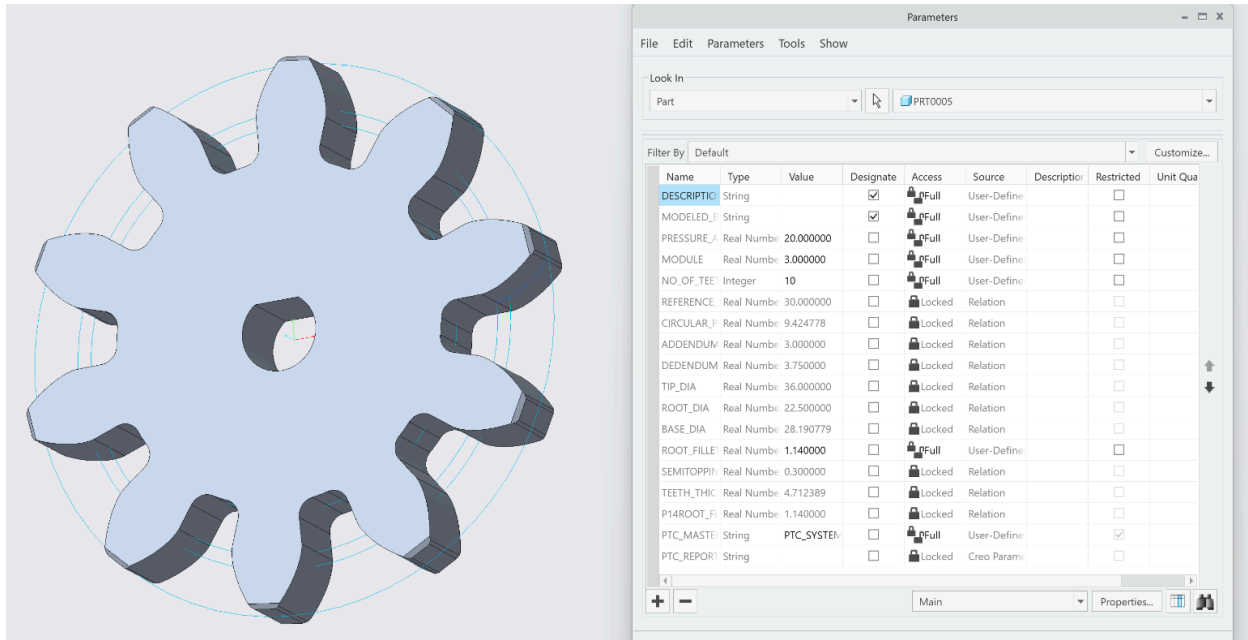 Parameters
File Edit Parameters Tools Show
Look In
Part PRT0005
Filter By Default Customize...
Name Type Value Designate Access Source Description Restricted Unit Qua
DESCRIPTIO String Full User-Define
MODELED_E String Full User-Define
PRESSURE_A Real Numbe 20.000000 Full User-Define
MODULE Real Numbe 3.000000 Full User-Define
NO_OF_TEE Integer 10 Full User-Define
REFERENCE_ Real Numbe 30.000000 Locked Relation
CIRCULAR_P Real Numbe 9.424778 Locked Relation
ADDENDUM Real Numbe 3.000000 Locked Relation
DEDENDUM Real Numbe 3.750000 Locked Relation
TIP_DIA Real Numbe 36.000000 Locked Relation
ROOT_DIA Real Numbe 22.500000 Locked Relation
BASE_DIA Real Numbe 28.190779 Locked Relation
ROOT_FILLE Real Numbe 1.140000 Full User-Define
SEMITOPPIN Real Numbe 0.300000 Locked Relation
TEETH_THIC Real Numbe 4.712389 Locked Relation
P14ROOT_FI Real Numbe 1.140000 Locked Relation
PTC_MASTE String PTC_SYSTEM Full User-Define
PTC_REPORT String Locked Creo Parame
Main Properties...